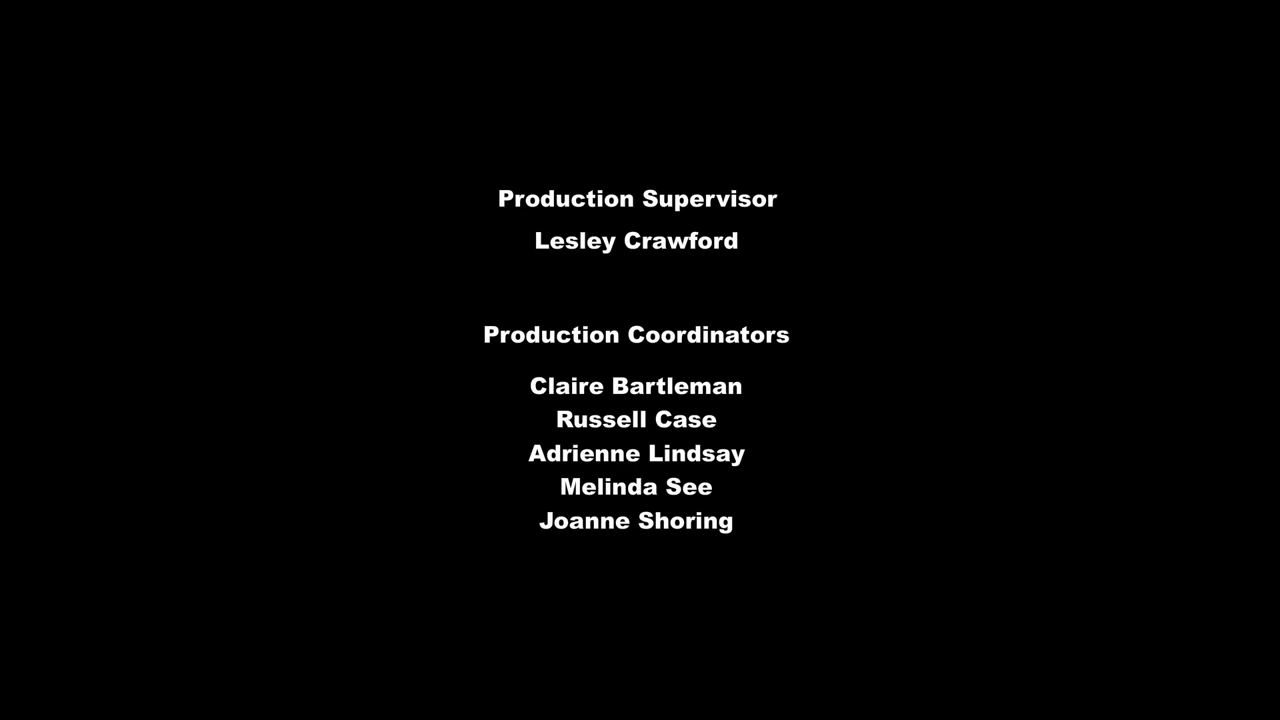 Production Supervisor
Lesley Crawford
Production Coordinators
Claire Bartleman
Russell Case
Adrienne Lindsay
Melinda See
Joanne Shoring